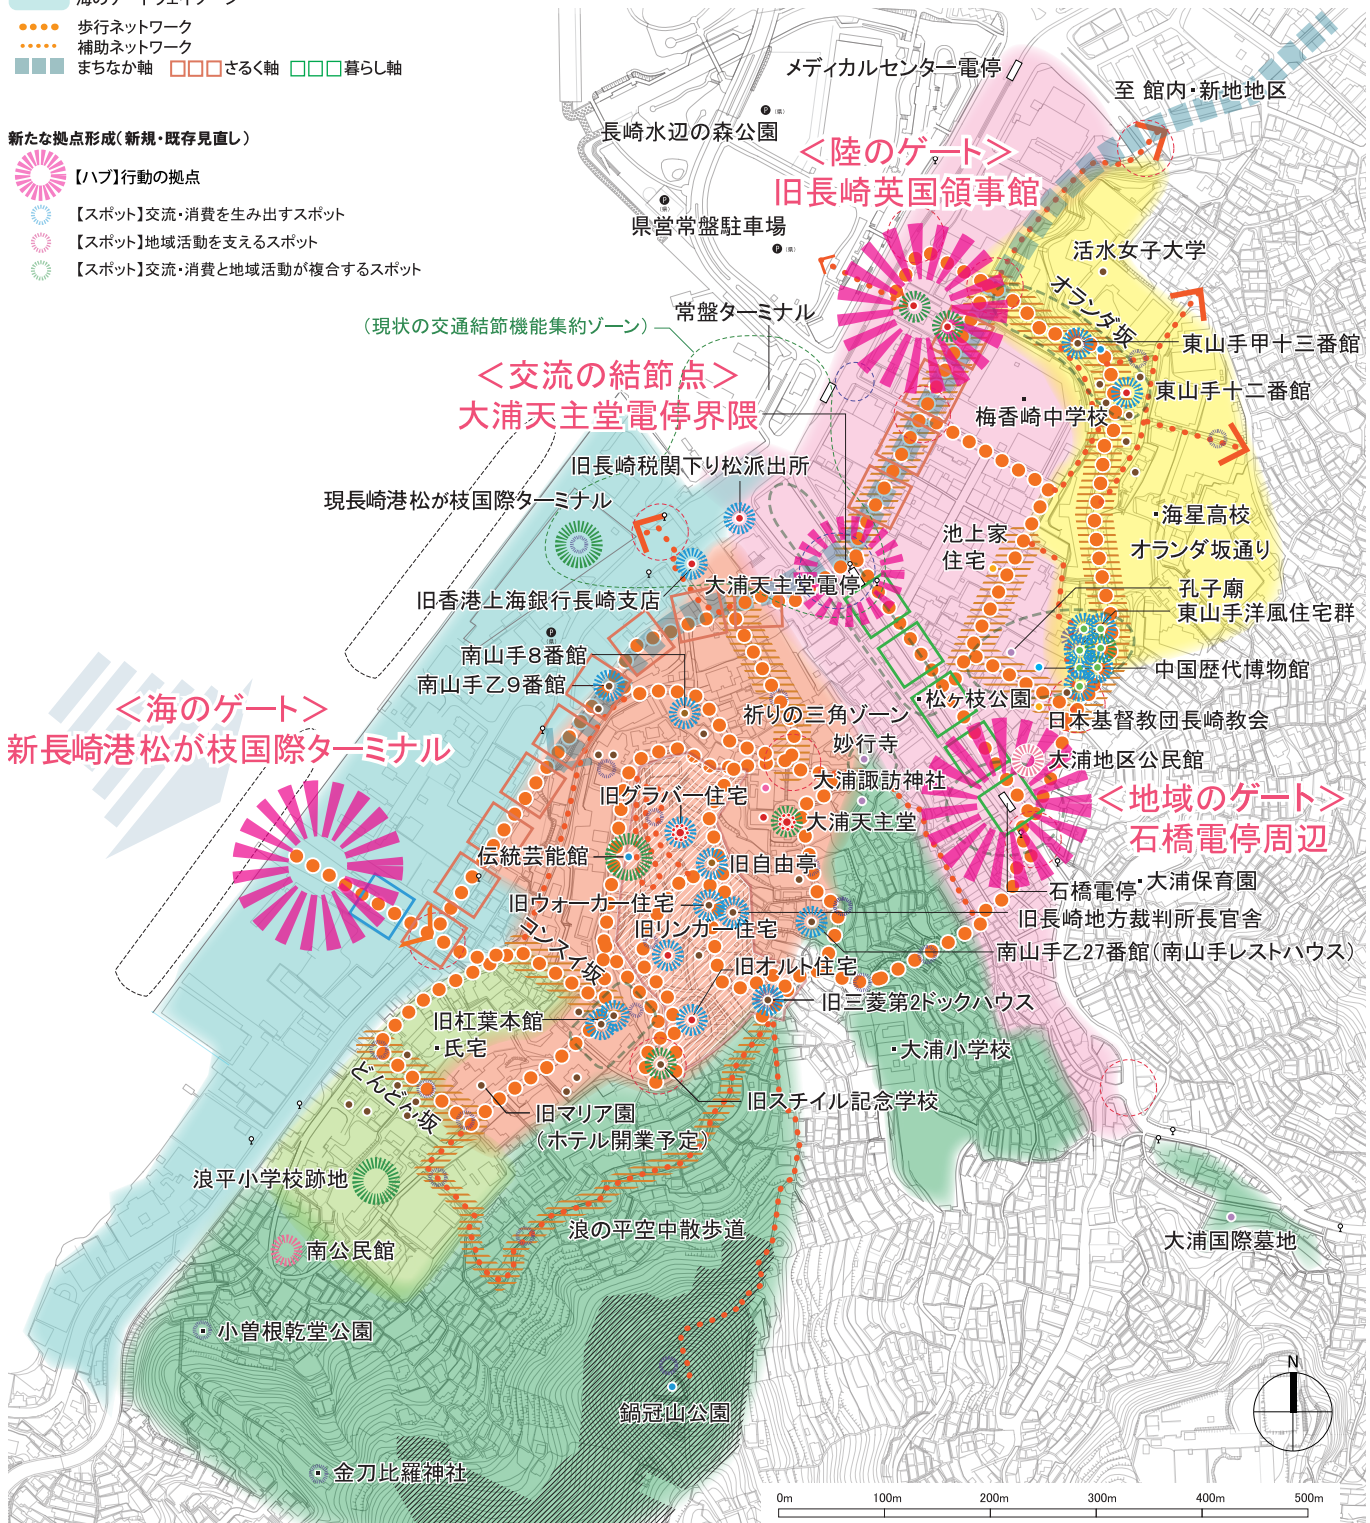 海のゲートウェイゾーン
歩行ネットワーク
補助ネットワーク
まちなか軸 さるく軸 暮らし軸
新たな拠点形成（新規・既存見直し）
【ハブ】行動の拠点
【スポット】交流・消費を生み出すスポット
【スポット】地域活動を支えるスポット
【スポット】交流・消費と地域活動が複合するスポット
メディカルセンター電停
至 館内・新地地区
長崎水辺の森公園
P
（県）
＜陸のゲート＞
旧長崎英国領事館
P
（県）
県営常盤駐車場
P
（県）
活水女子大学
オランダ坂
常盤ターミナル
（現状の交通結節機能集約ゾーン）
東山手甲十三番館
＜交流の結節点＞
大浦天主堂電停界隈
東山手十二番館
梅香崎中学校
旧長崎税関下り松派出所
現長崎港松が枝国際ターミナル
海星高校
池上家
住宅
オランダ坂通り
大浦天主堂電停
孔子廟
旧香港上海銀行長崎支店
東山手洋風住宅群
P
（県）
南山手8番館
中国歴代博物館
南山手乙9番館
松ヶ枝公園
＜海のゲート＞
新長崎港松が枝国際ターミナル
祈りの三角ゾーン
日本基督教団長崎教会
妙行寺
大浦地区公民館
大浦諏訪神社
旧グラバー住宅
＜地域のゲート＞
石橋電停周辺
大浦天主堂
伝統芸能館
旧自由亭
石橋電停
大浦保育園
旧ウォーカー住宅
旧長崎地方裁判所長官舎
旧リンガー住宅
南山手乙27番館（南山手レストハウス）
ジンスイ坂
旧オルト住宅
旧三菱第2ドックハウス
旧杠葉本館
氏宅
大浦小学校
どんどん坂
旧スチイル記念学校
旧マリア園
（ホテル開業予定）
浪平小学校跡地
浪の平空中散歩道
大浦国際墓地
南公民館
小曽根乾堂公園
N
鍋冠山公園
金刀比羅神社
0m 100m 200m 300m 400m 500m